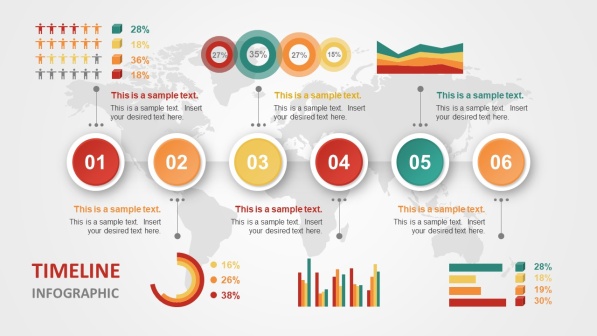 28%
18%
36%
18%
27%
35%
27%
15%
This is a sample text.
This is a sample text. Insert
your desired text here.
This is a sample text.
This is a sample text. Insert
your desired text here.
This is a sample text.
This is a sample text. Insert
your desired text here.
01
02
03
04
05
06
This is a sample text.
This is a sample text. Insert
your desired text here.
This is a sample text.
This is a sample text. Insert
your desired text here.
This is a sample text.
This is a sample text. Insert
your desired text here.
TIMELINE
INFOGRAPHIC
16%
26%
38%
28%
18%
19%
30%